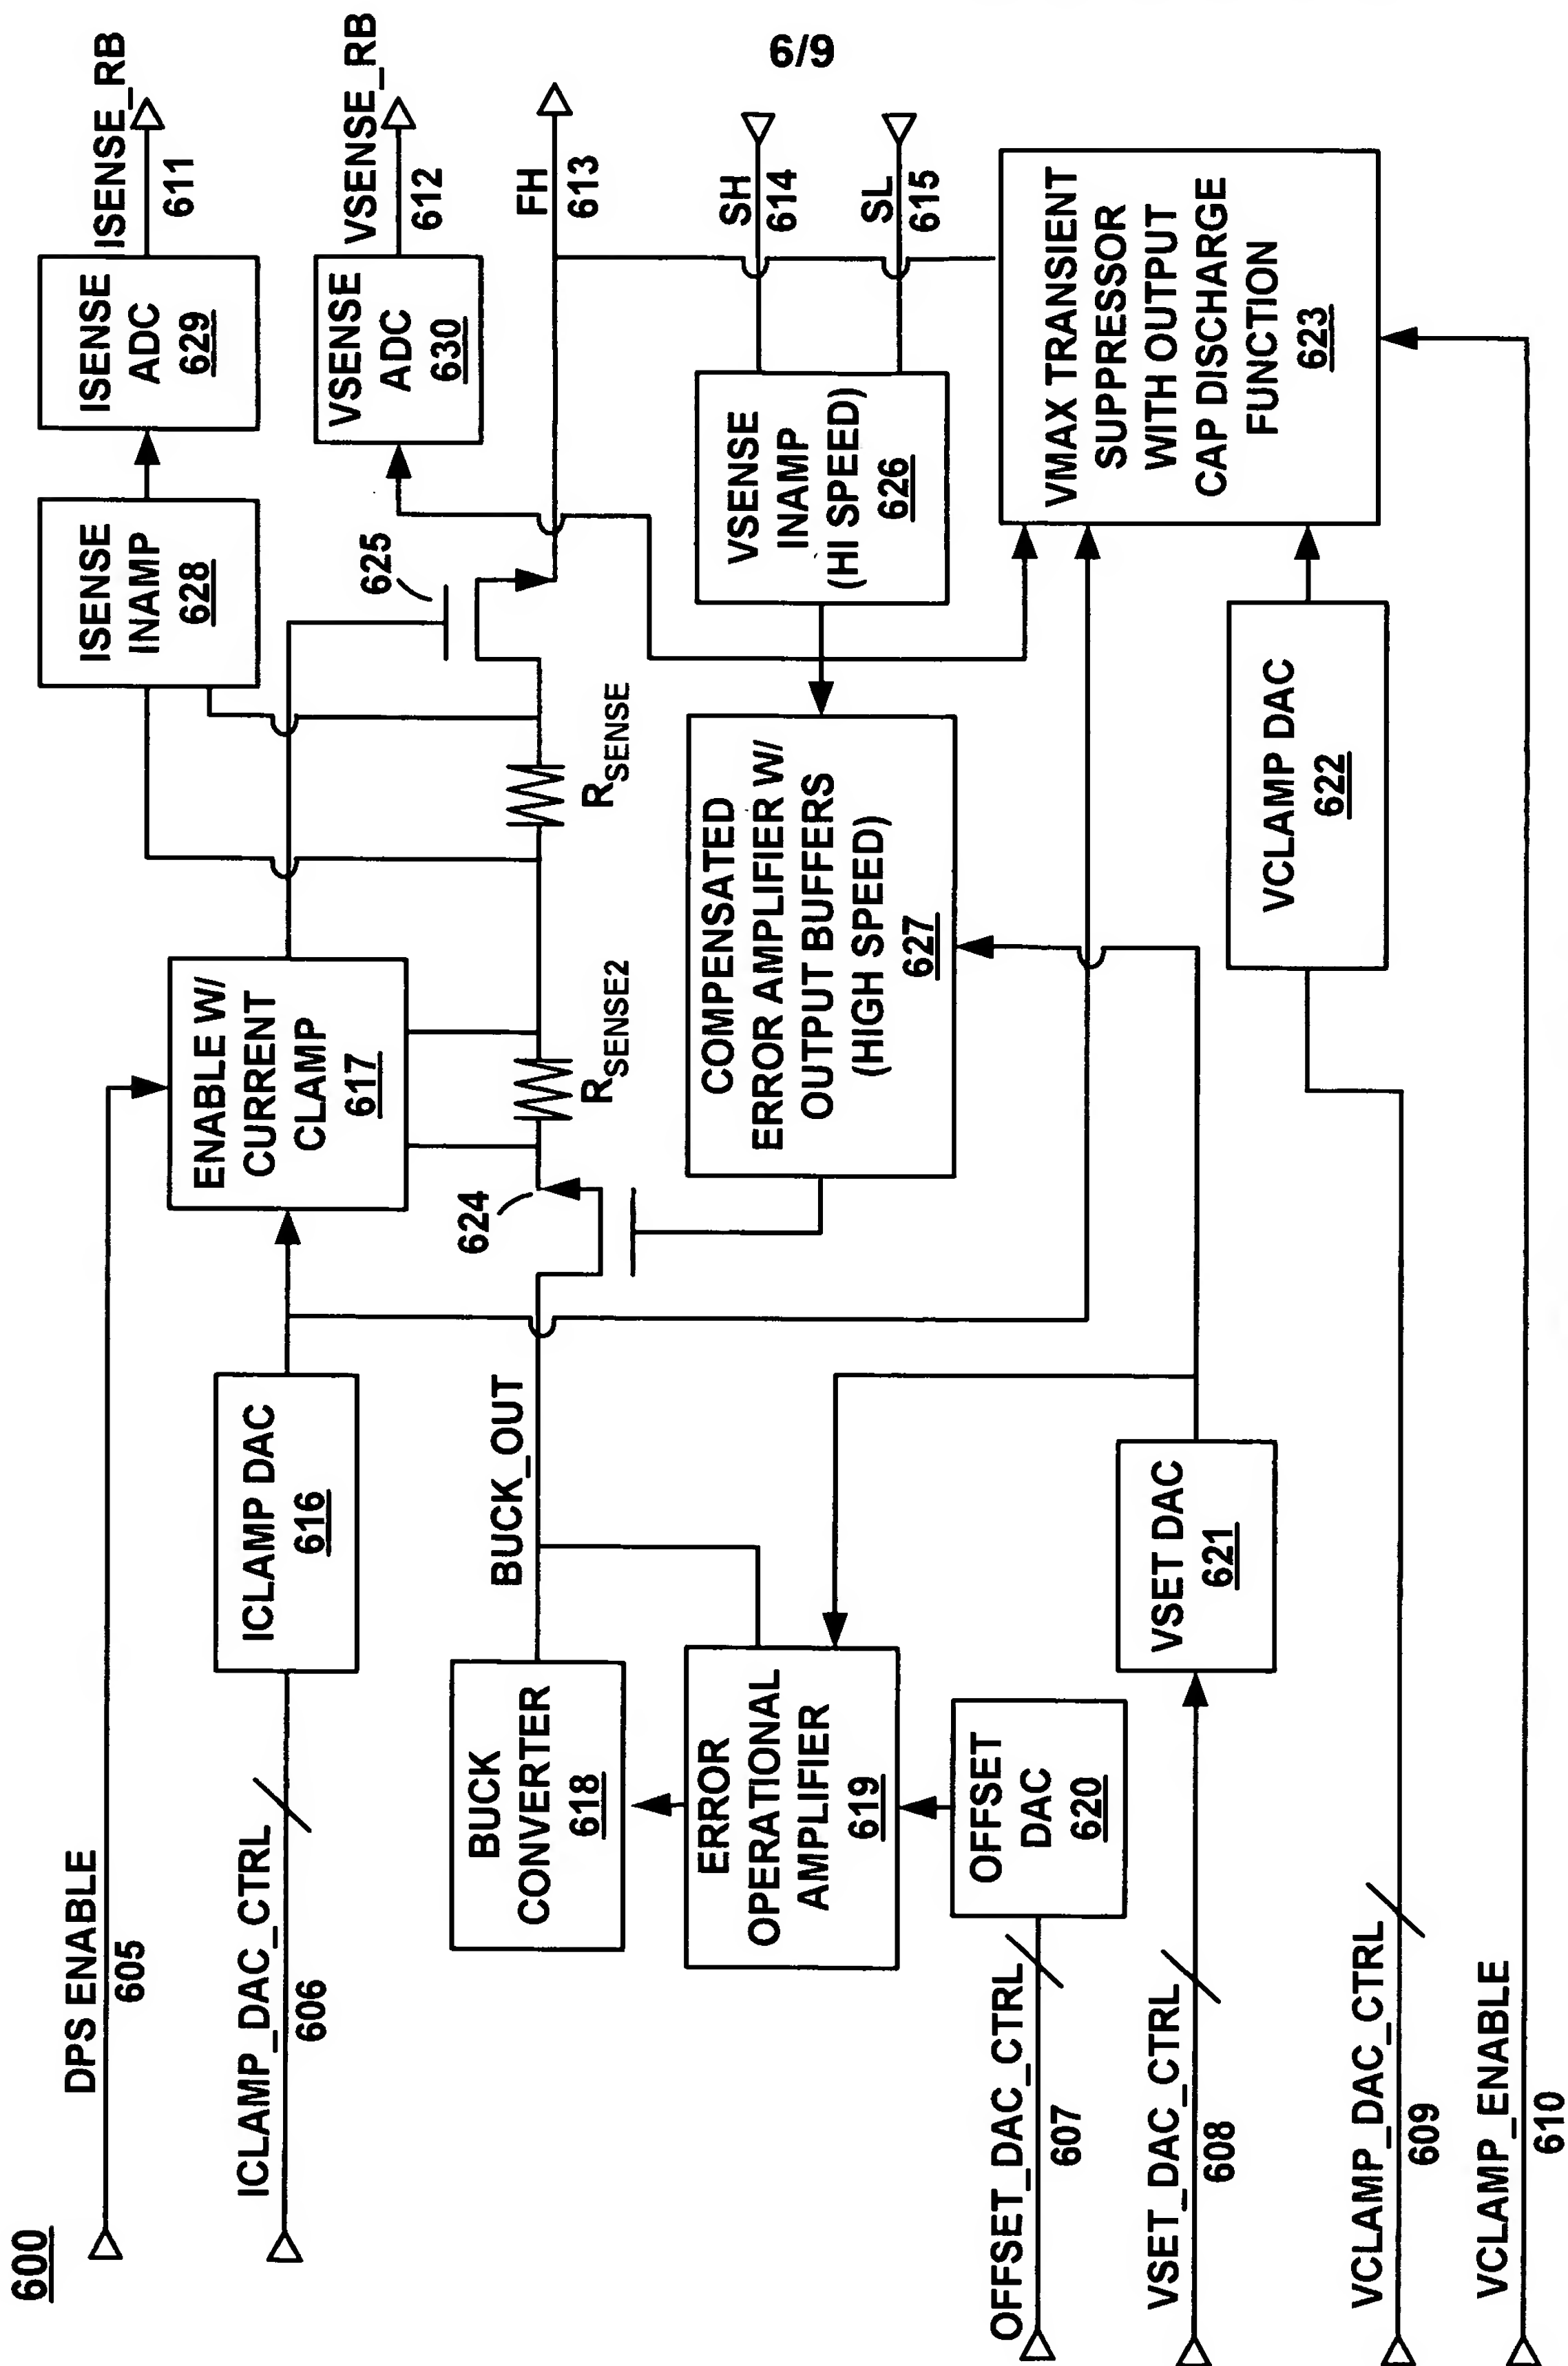 6/9
600
DPS ENABLE
605
ICLAMP_DAC_CTRL
606
OFFSET_DAC_CTRL
607
VSET_DAC_CTRL
608
VCLAMP_DAC_CTRL
609
VCLAMP_ENABLE
610
ICLAMP DAC
616
BUCK
CONVERTER
618
ERROR
OPERATIONAL
AMPLIFIER
619
OFFSET
DAC
620
VSET DAC
621
BUCK_OUT
ENABLE W/
CURRENT
CLAMP
617
624
RSENSE2
RSENSE
625
COMPENSATED
ERROR AMPLIFIER W/
OUTPUT BUFFERS
(HIGH SPEED)
627
VCLAMP DAC
622
ISENSE
INAMP
628
ISENSE
ADC
629
VSENSE
ADC
630
VSENSE
INAMP
(HI SPEED)
626
VMAX TRANSIENT
SUPPRESSOR
WITH OUTPUT
CAP DISCHARGE
FUNCTION
623
ISENSE_RB
611
VSENSE_RB
612
FH
613
SH
614
SL
615